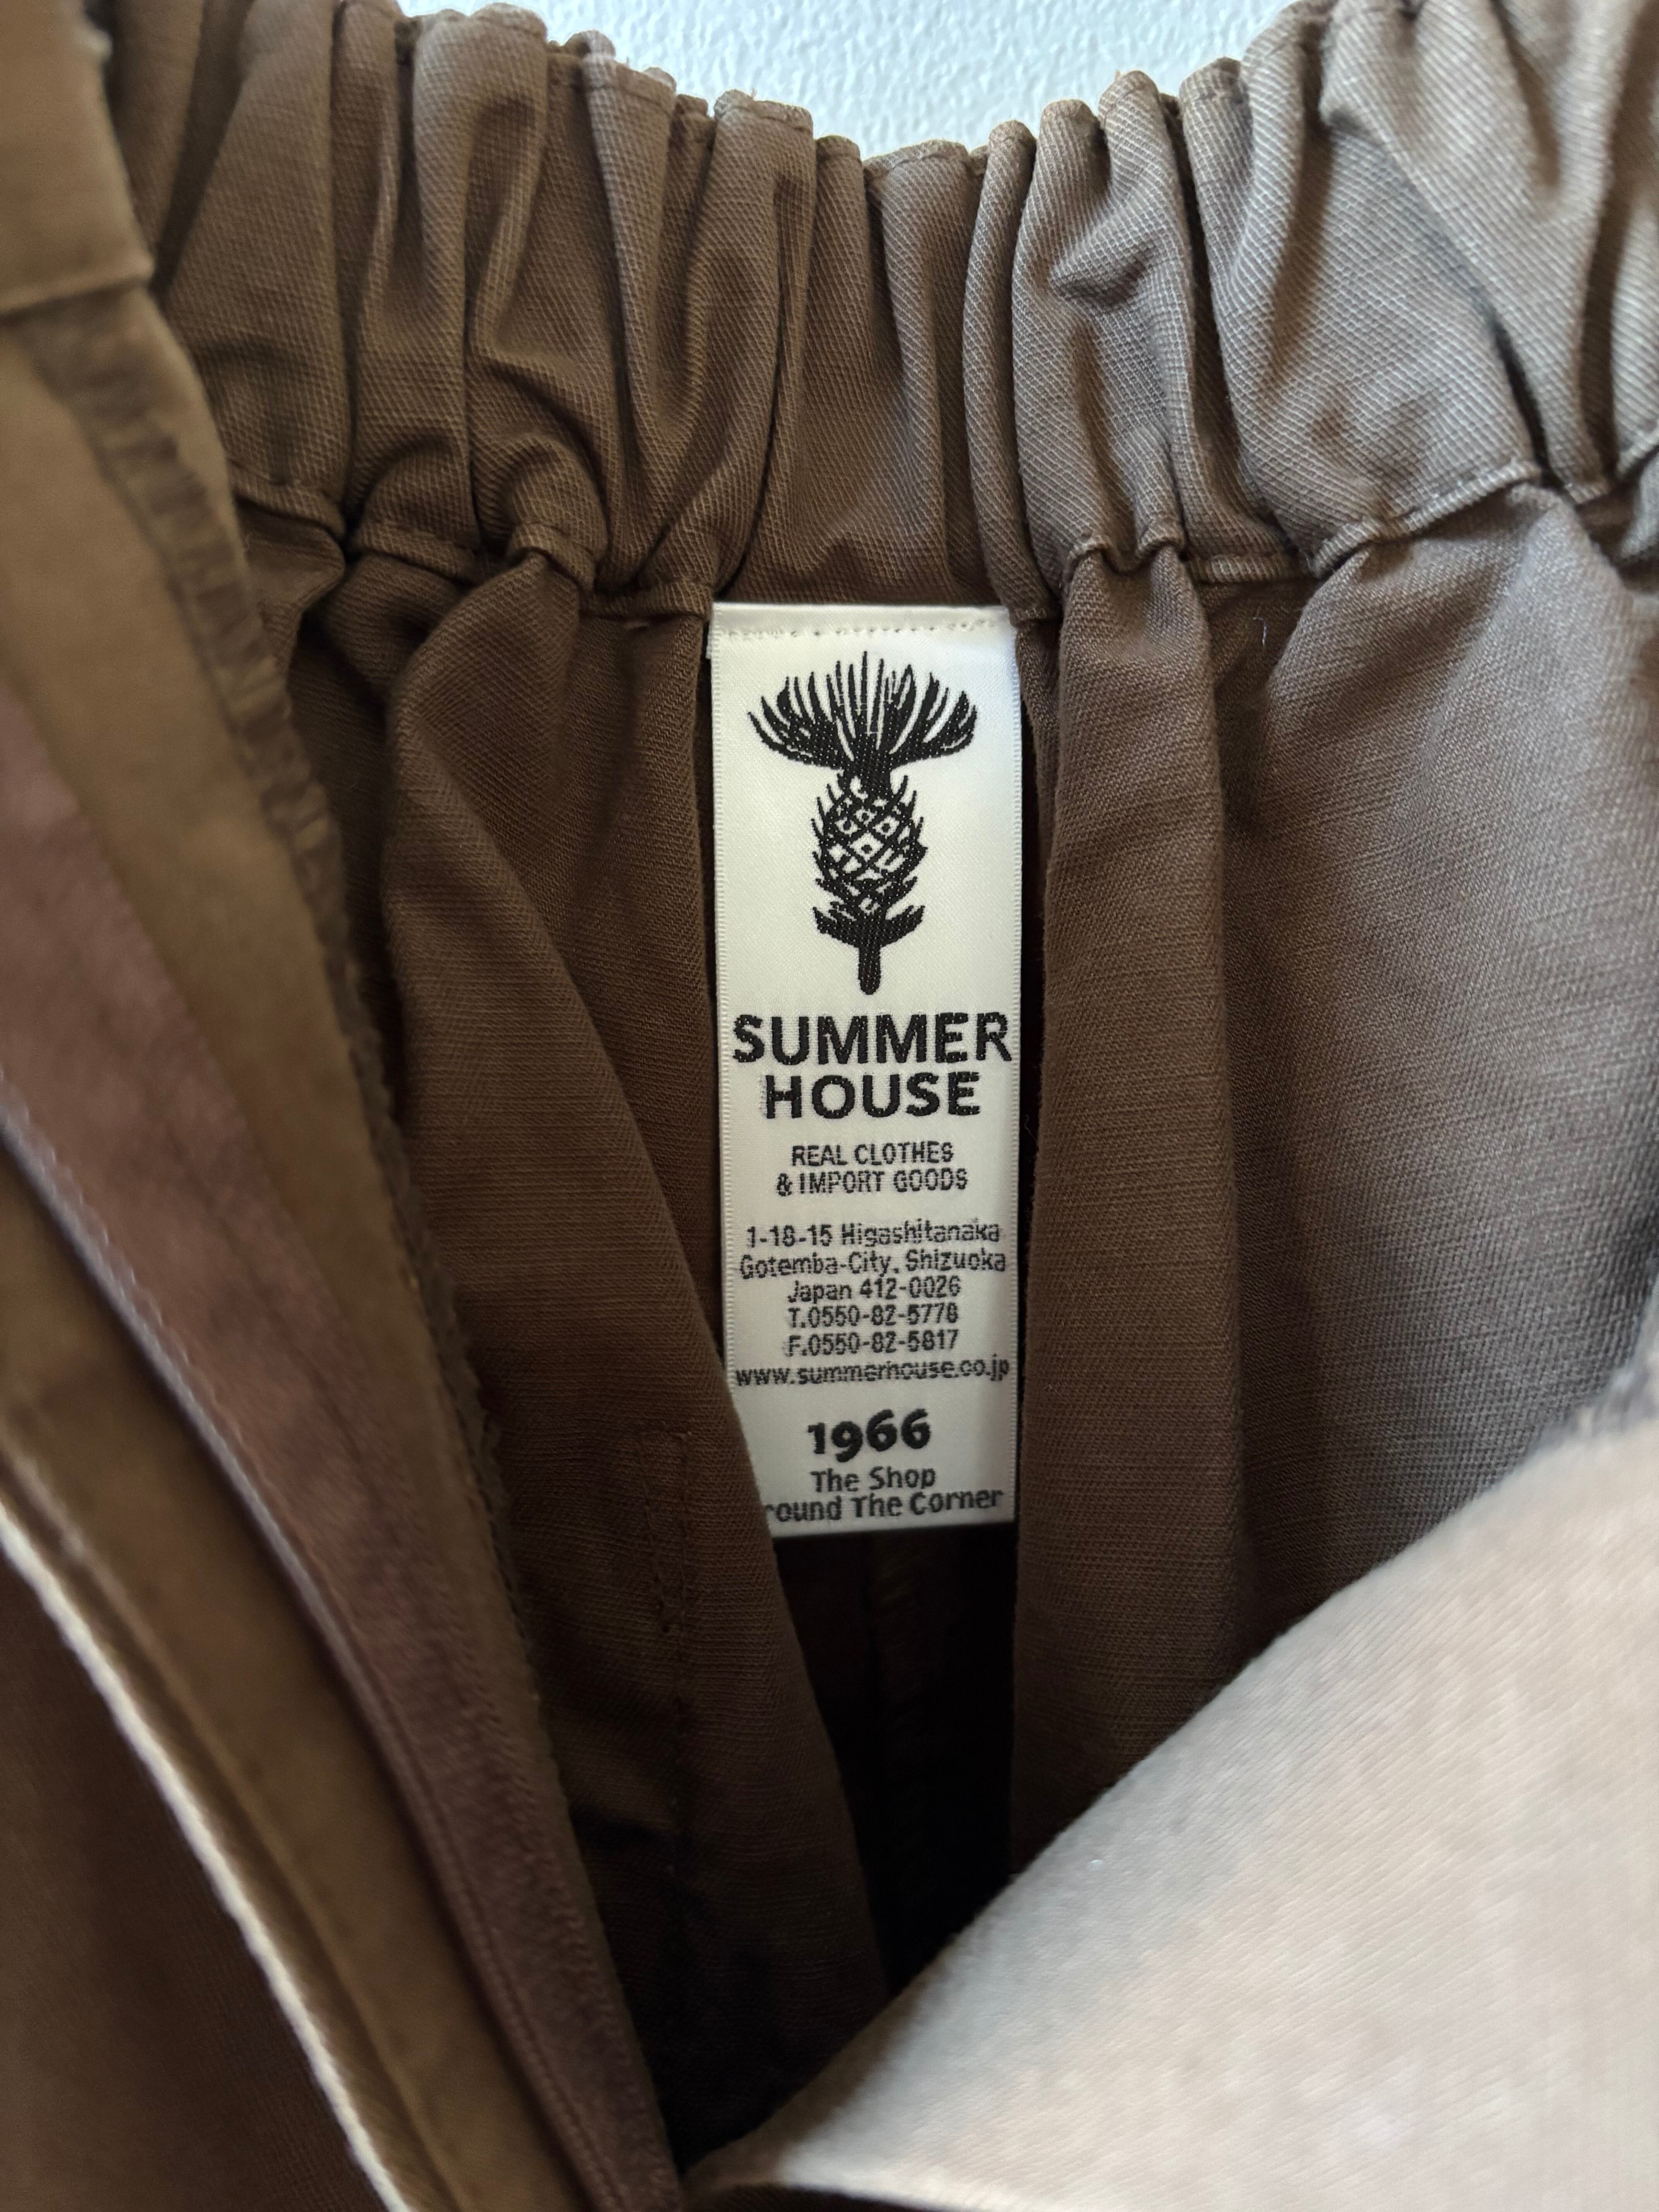 SUMMER
HOUSE
REAL CLOTHES
& IMPORT GOODS
1-18-15 Higashitanaka
Gotemba-City, Shizuoka
Japan 412-0026
T.0550-82-5778
F.0550-82-5817
www.summerhouse.co.jp
1966
The Shop
round The Corner